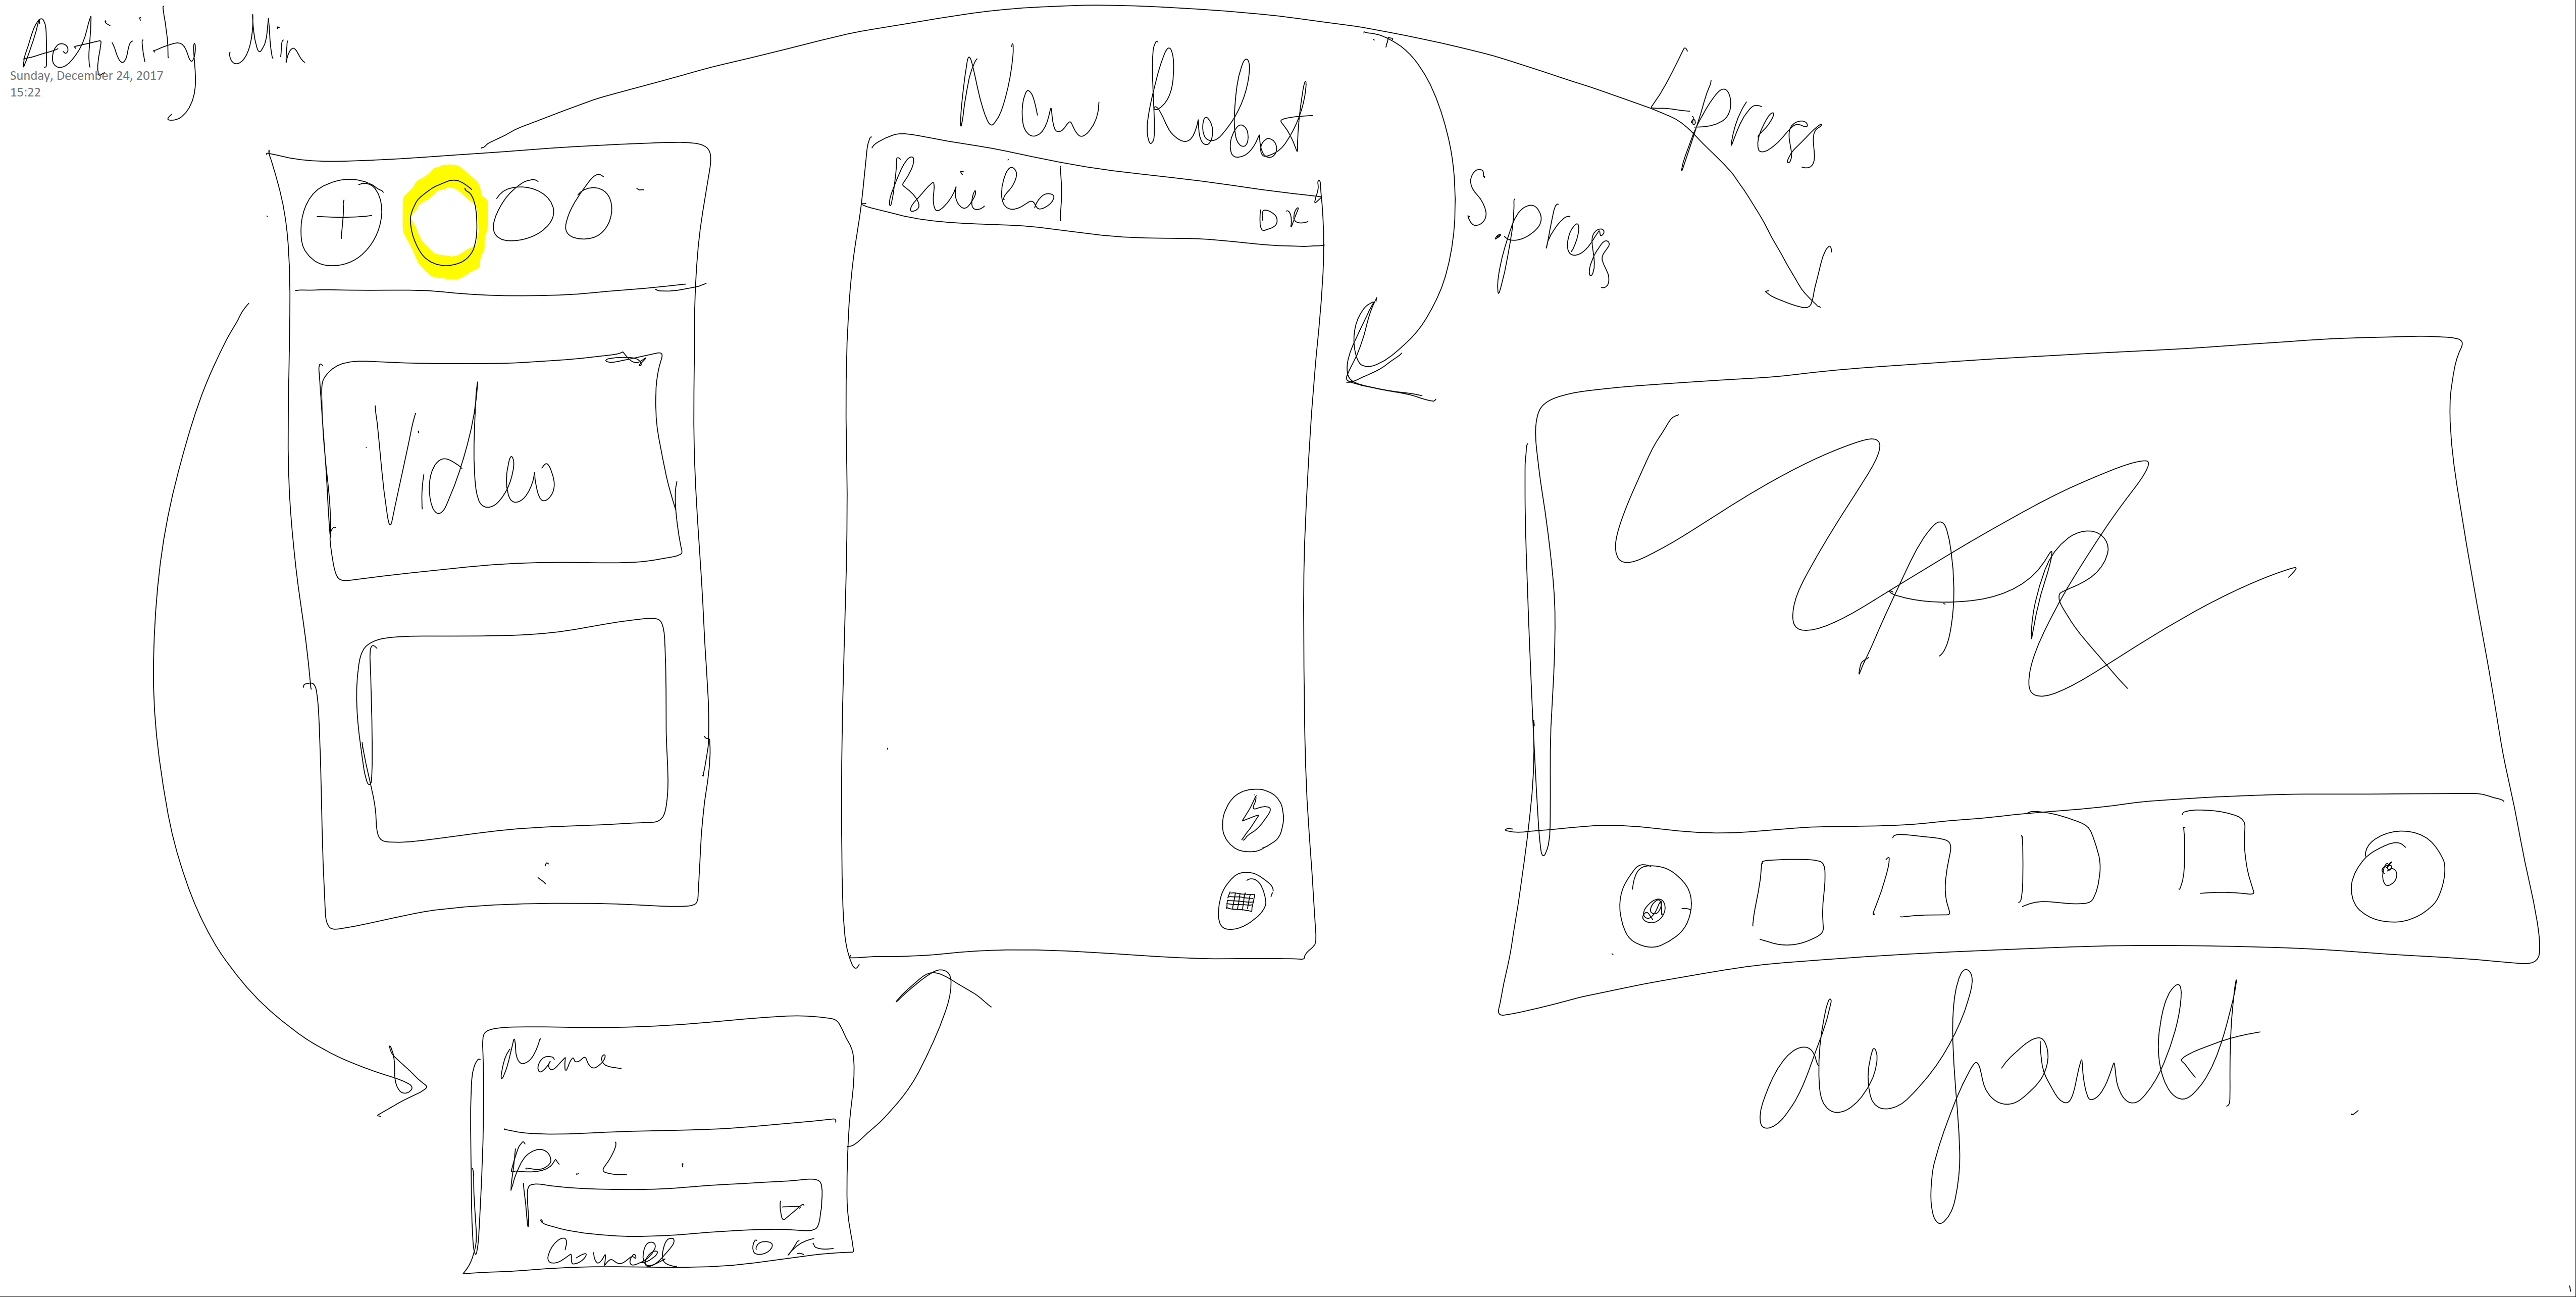 Activity Min
Sunday, December 24, 2017
15:22
New Robot
L.press
S.press
Build
OK
Video
AR
default
Name
P. L.
Cancel OK